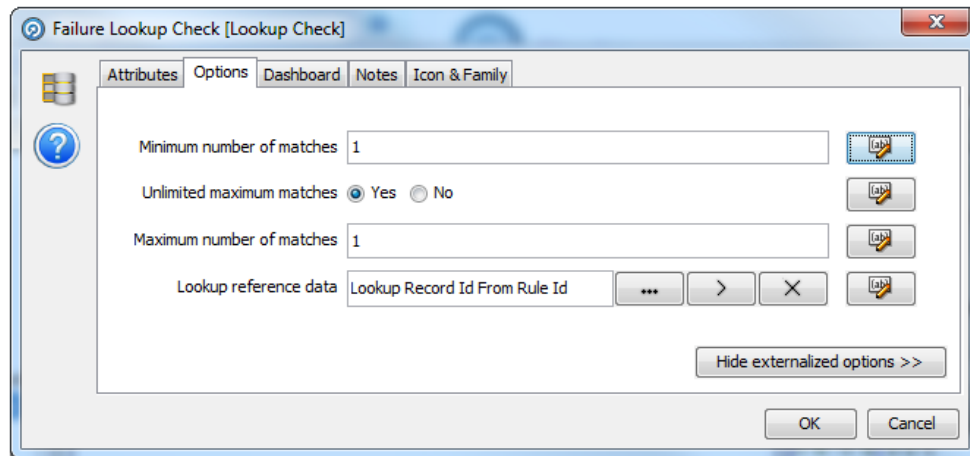 Failure Lookup Check [Lookup Check]
Attributes Options Dashboard Notes Icon & Family
Minimum number of matches 1
Unlimited maximum matches Yes No
Maximum number of matches 1
Lookup reference data Lookup Record Id From Rule Id ... >
Hide externalized options >>
OK Cancel